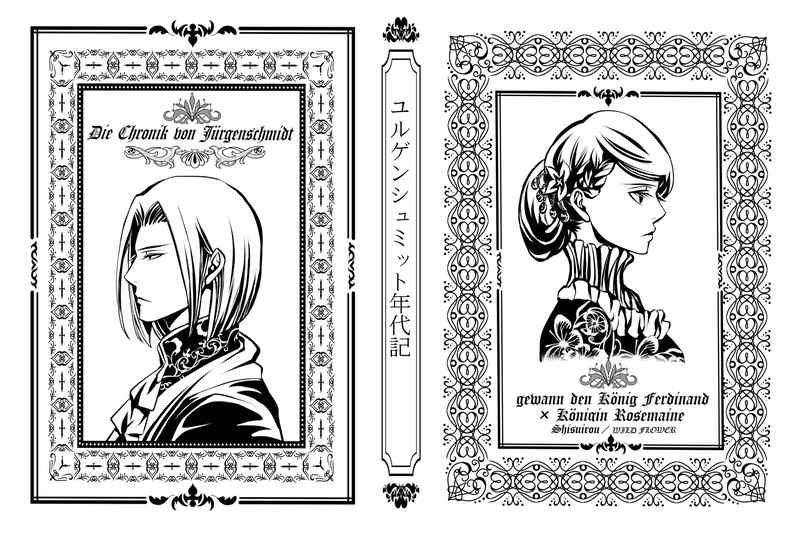 Die Chronik von Jürgenschmidt
ユルゲンシュミット年代記
gewann den König Ferdinand
× Königin Rosemaine
Shisuirou / WILD FLOWER